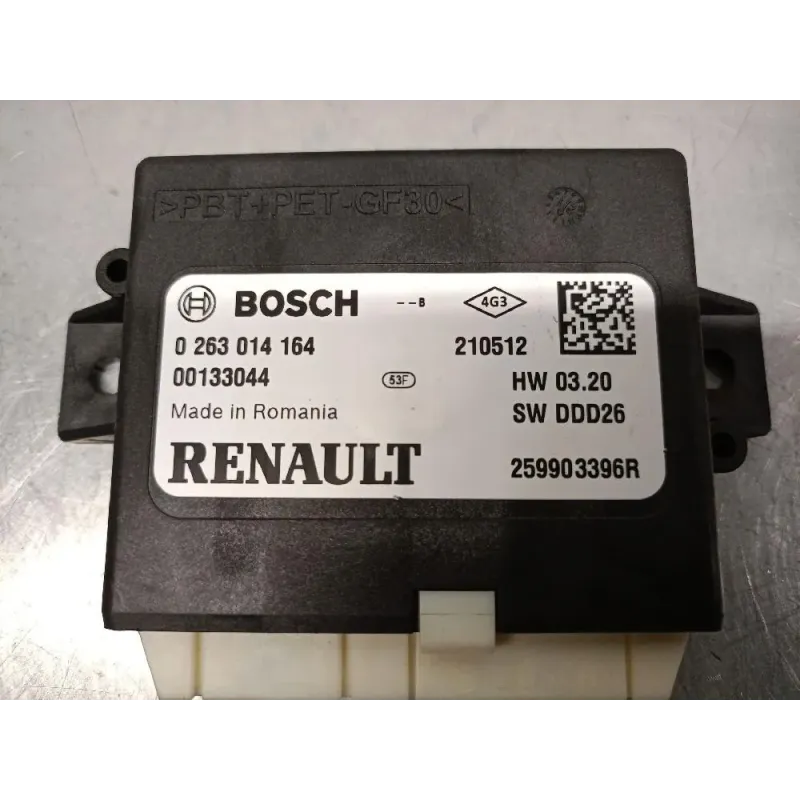 >PBT+PET-GF30<
BOSCH --B 4G3
0 263 014 164 210512
00133044 53F HW 03.20
Made in Romania SW DDD26
RENAULT 259903396R